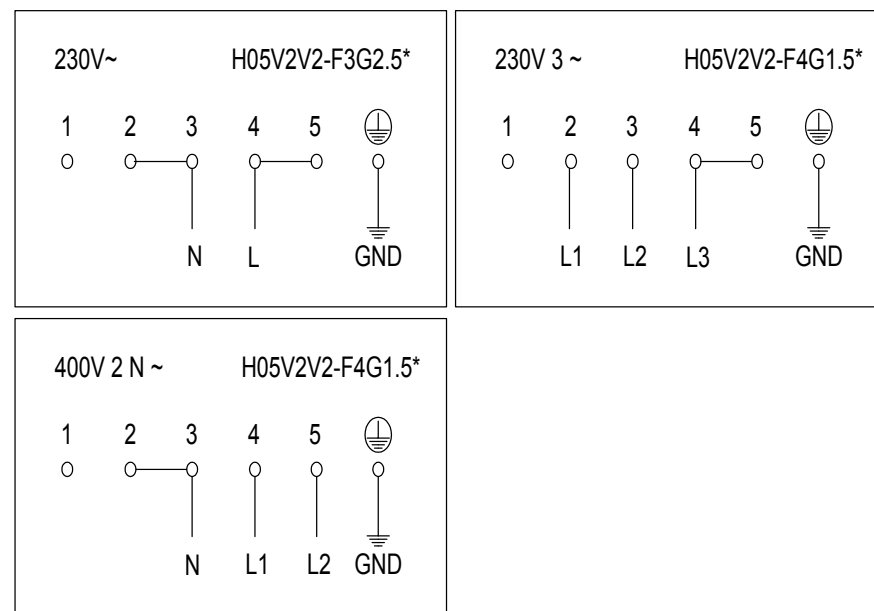 230V~ H05V2V2-F3G2.5*
1 2 3 4 5
N L GND
230V 3 ~ H05V2V2-F4G1.5*
1 2 3 4 5
L1 L2 L3 GND
400V 2 N ~ H05V2V2-F4G1.5*
1 2 3 4 5
N L1 L2 GND